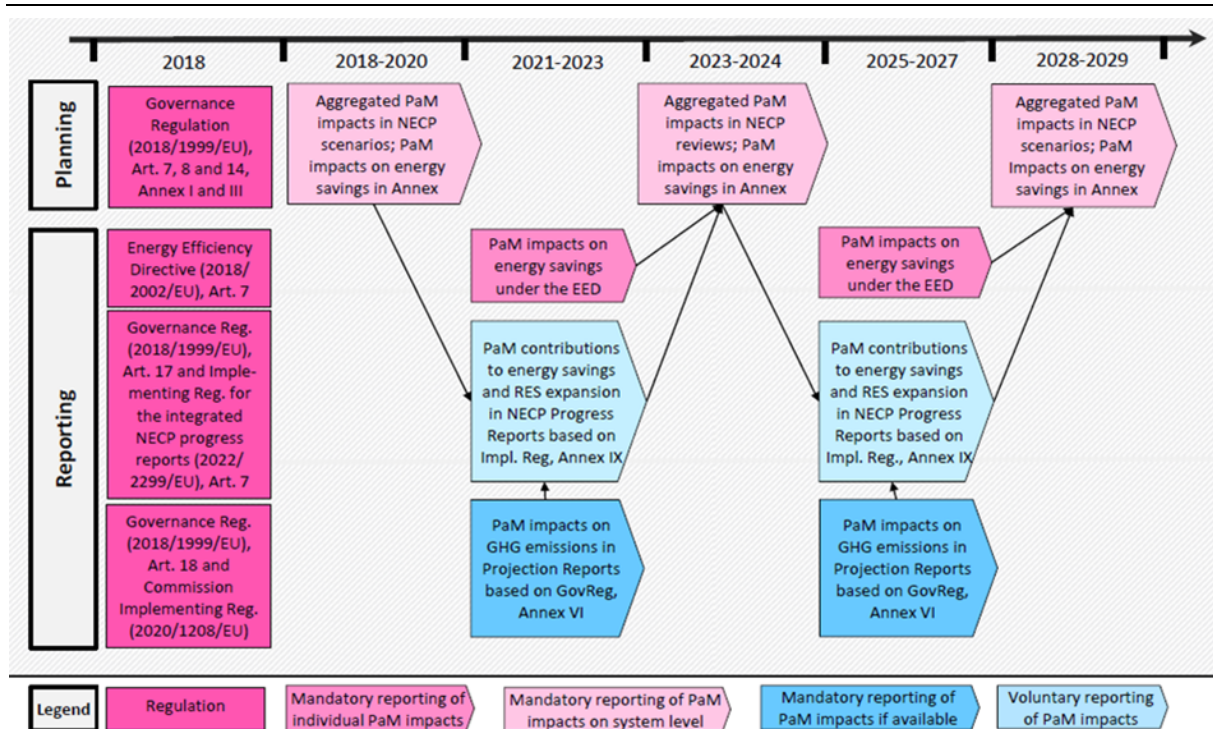 2018
2018-2020
2021-2023
2023-2024
2025-2027
2028-2029
Planning
Governance
Regulation
(2018/1999/EU),
Art. 7, 8 and 14,
Annex I and III
Aggregated PaM
impacts in NECP
scenarios; PaM
impacts on energy
savings in Annex
Aggregated PaM
impacts in NECP
reviews; PaM
impacts on energy
savings in Annex
Aggregated PaM
impacts in NECP
scenarios; PaM
Impacts on energy
savings in Annex
Reporting
Energy Efficiency
Directive (2018/
2002/EU), Art. 7
PaM impacts on
energy savings
under the EED
PaM impacts on
energy savings
under the EED
Governance Reg.
(2018/1999/EU),
Art. 17 and Imple-
menting Reg. for
the integrated
NECP progress
reports (2022/
2299/EU), Art. 7
PaM contributions
to energy savings
and RES expansion
in NECP Progress
Reports based on
Impl. Reg, Annex IX
PaM contributions
to energy savings
and RES expansion
in NECP Progress
Reports based on
Impl. Reg., Annex IX
Governance Reg.
(2018/1999/EU),
Art. 18 and
Commission
Implementing Reg.
(2020/1208/EU)
PaM impacts on
GHG emissions in
Projection Reports
based on GovReg,
Annex VI
PaM impacts on
GHG emissions in
Projection Reports
based on GovReg,
Annex VI
Legend
Regulation
Mandatory reporting of
individual PaM impacts
Mandatory reporting of PaM
impacts on system level
Mandatory reporting of
PaM impacts if available
Voluntary reporting
of PaM impacts